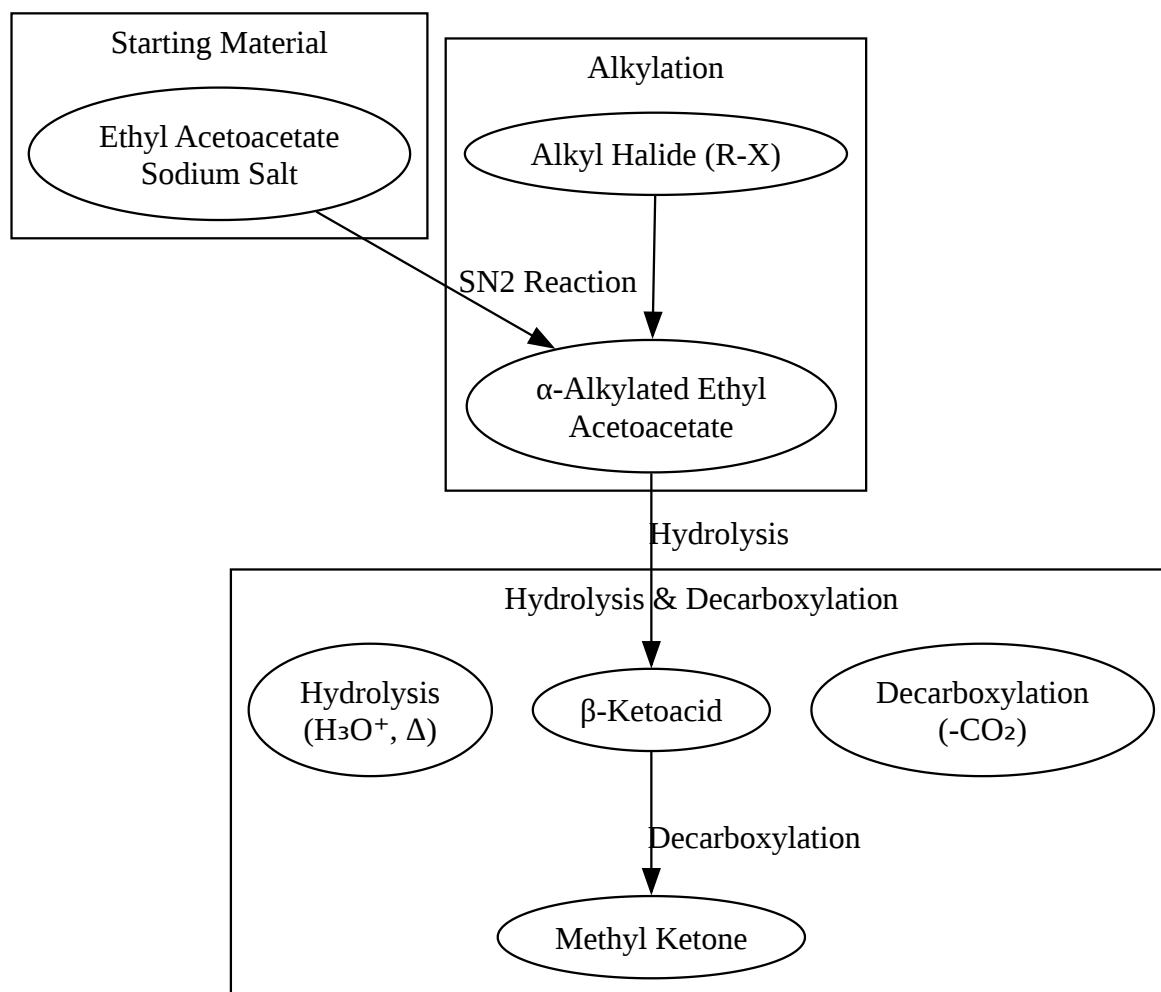 Starting Material
Ethyl Acetoacetate
Sodium Salt
Alkylation
Alkyl Halide (R-X)
SN2 Reaction
α-Alkylated Ethyl
Acetoacetate
Hydrolysis
Hydrolysis & Decarboxylation
Hydrolysis
(H₃O⁺, Δ)
β-Ketoacid
Decarboxylation
(-CO₂)
Decarboxylation
Methyl Ketone